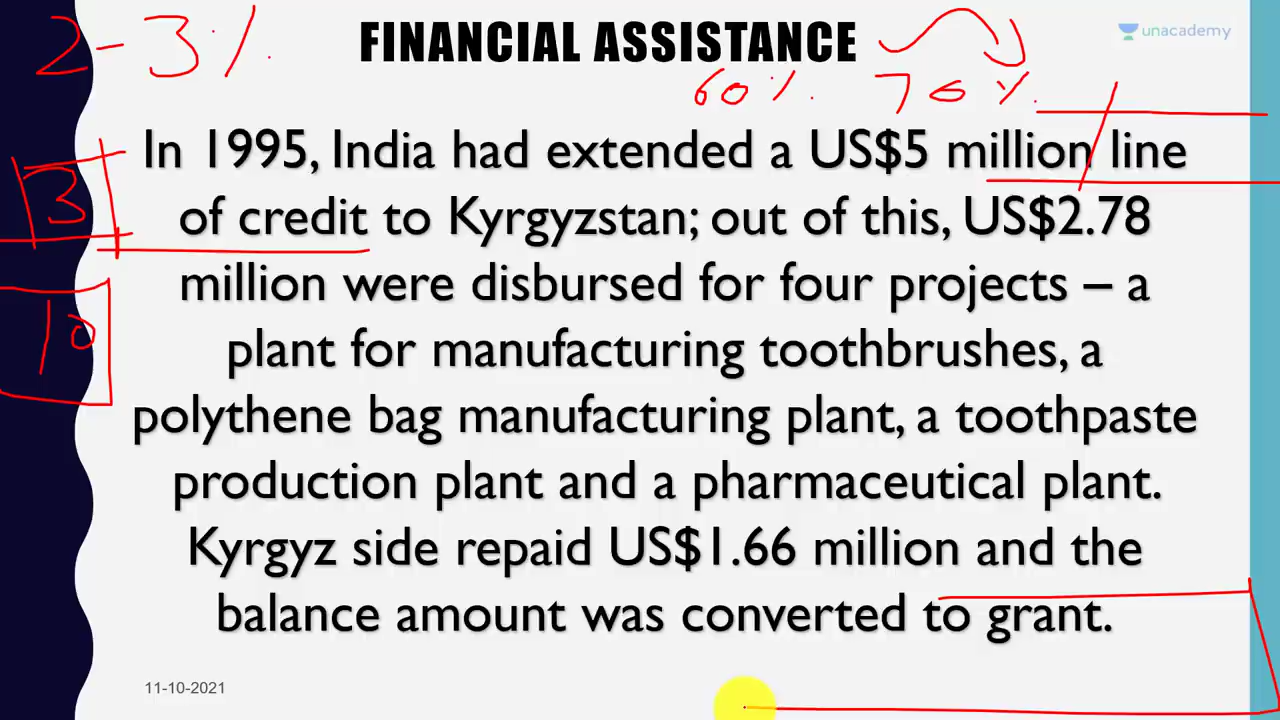 2-3%.
FINANCIAL ASSISTANCE
unacademy
60%. 70%.
In 1995, India had extended a US$5 million line
of credit to Kyrgyzstan; out of this, US$2.78
million were disbursed for four projects – a
plant for manufacturing toothbrushes, a
polythene bag manufacturing plant, a toothpaste
production plant and a pharmaceutical plant.
Kyrgyz side repaid US$1.66 million and the
balance amount was converted to grant.
3
10
11-10-2021